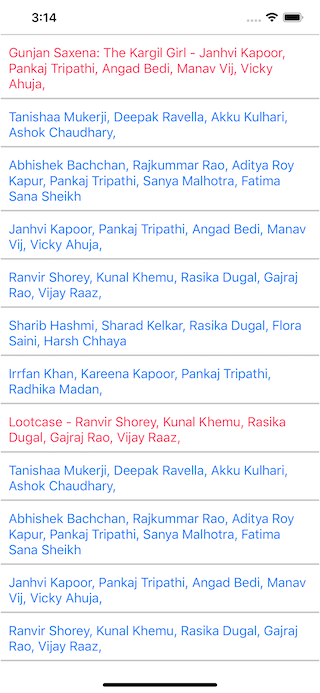 3:14
Gunjan Saxena: The Kargil Girl - Janhvi Kapoor,
Pankaj Tripathi, Angad Bedi, Manav Vij, Vicky
Ahuja,
Tanishaa Mukerji, Deepak Ravella, Akku Kulhari,
Ashok Chaudhary,
Abhishek Bachchan, Rajkummar Rao, Aditya Roy
Kapur, Pankaj Tripathi, Sanya Malhotra, Fatima
Sana Sheikh
Janhvi Kapoor, Pankaj Tripathi, Angad Bedi, Manav
Vij, Vicky Ahuja,
Ranvir Shorey, Kunal Khemu, Rasika Dugal, Gajraj
Rao, Vijay Raaz,
Sharib Hashmi, Sharad Kelkar, Rasika Dugal, Flora
Saini, Harsh Chhaya
Irrfan Khan, Kareena Kapoor, Pankaj Tripathi,
Radhika Madan,
Lootcase - Ranvir Shorey, Kunal Khemu, Rasika
Dugal, Gajraj Rao, Vijay Raaz,
Tanishaa Mukerji, Deepak Ravella, Akku Kulhari,
Ashok Chaudhary,
Abhishek Bachchan, Rajkummar Rao, Aditya Roy
Kapur, Pankaj Tripathi, Sanya Malhotra, Fatima
Sana Sheikh
Janhvi Kapoor, Pankaj Tripathi, Angad Bedi, Manav
Vij, Vicky Ahuja,
Ranvir Shorey, Kunal Khemu, Rasika Dugal, Gajraj
Rao, Vijay Raaz,